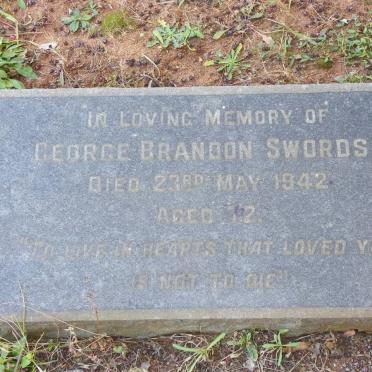 IN LOVING MEMORY OF
GEORGE BRANDON SWORDS
DIED 23RD MAY 1942
AGED 72.
"TO LIVE IN HEARTS THAT LOVED
IS NOT TO DIE"